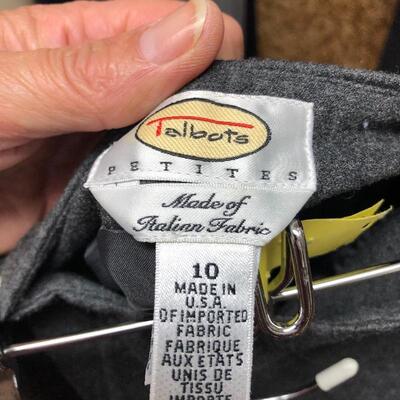 Talbots
PETITES
Made of
Italian Fabric
10
MADE IN
U.S.A.
OF IMPORTED
FABRIC
FABRIQUE
AUX ETATS
UNIS DE
TISSU